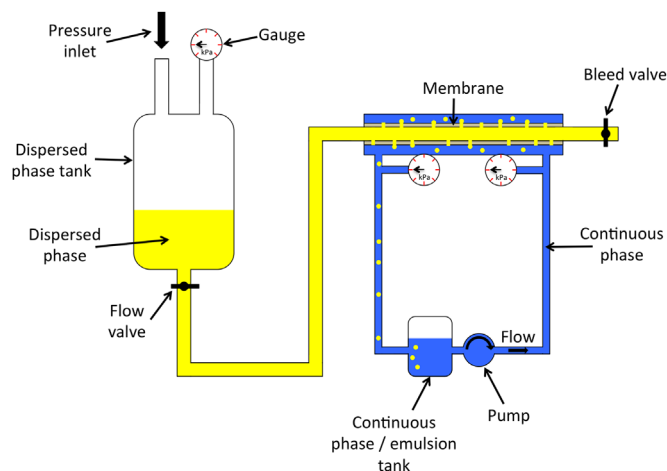 Pressure
inlet
Gauge
kPa
Bleed valve
Membrane
Dispersed
phase tank
kPa
kPa
Dispersed
phase
Continuous
phase
Flow
valve
Flow
Pump
Continuous
phase / emulsion
tank